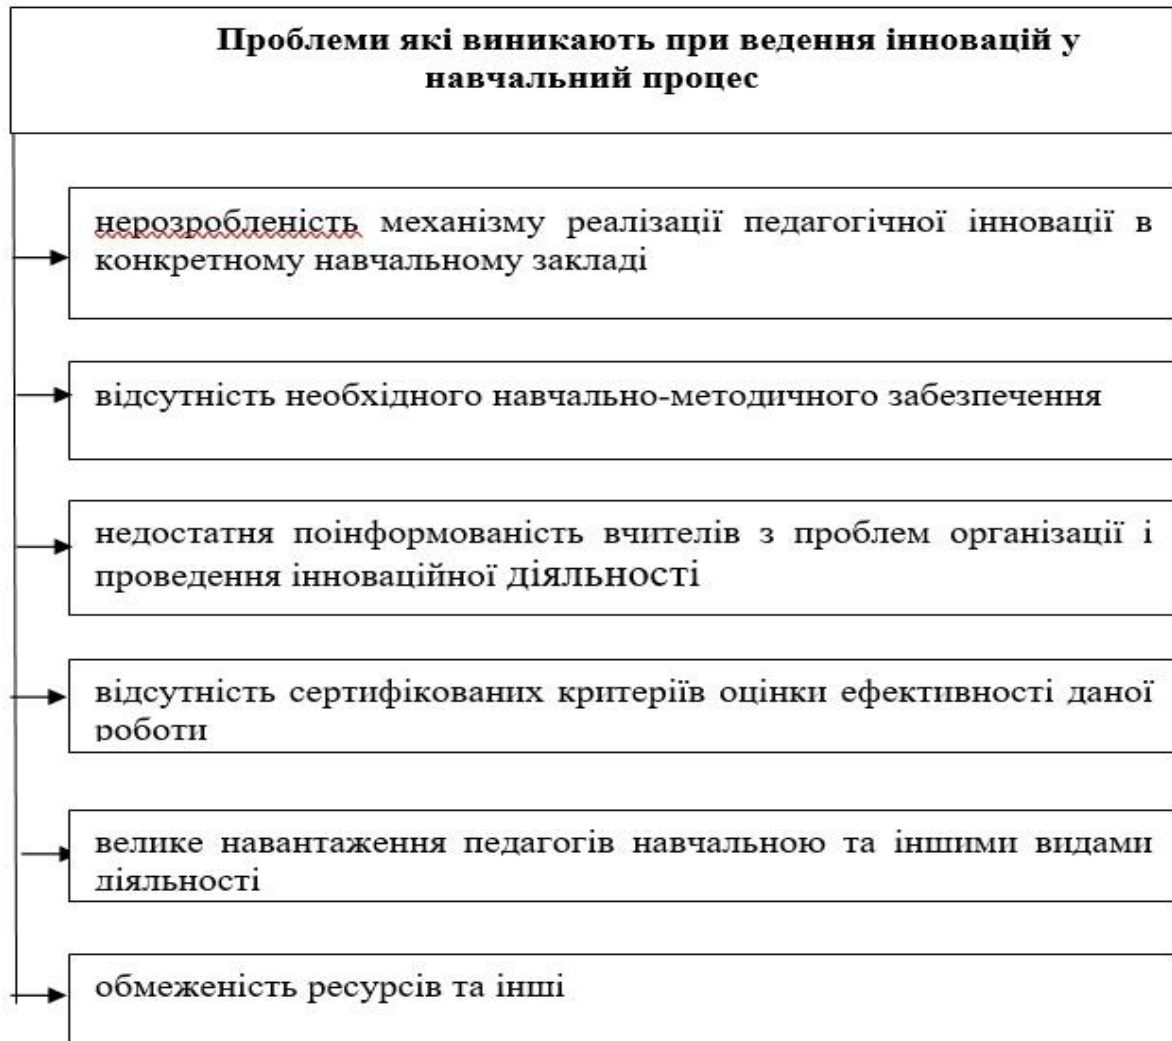 Проблеми які виникають при ведення інновацій у
навчальний процес
нерозробленість механізму реалізації педагогічної інновації в
конкретному навчальному закладі
відсутність необхідного навчально-методичного забезпечення
недостатня поінформованість вчителів з проблем організації і
проведення інноваційної діяльності
відсутність сертифікованих критеріїв оцінки ефективності даної
роботи
велике навантаження педагогів навчальною та іншими видами
діяльності
обмеженість ресурсів та інші